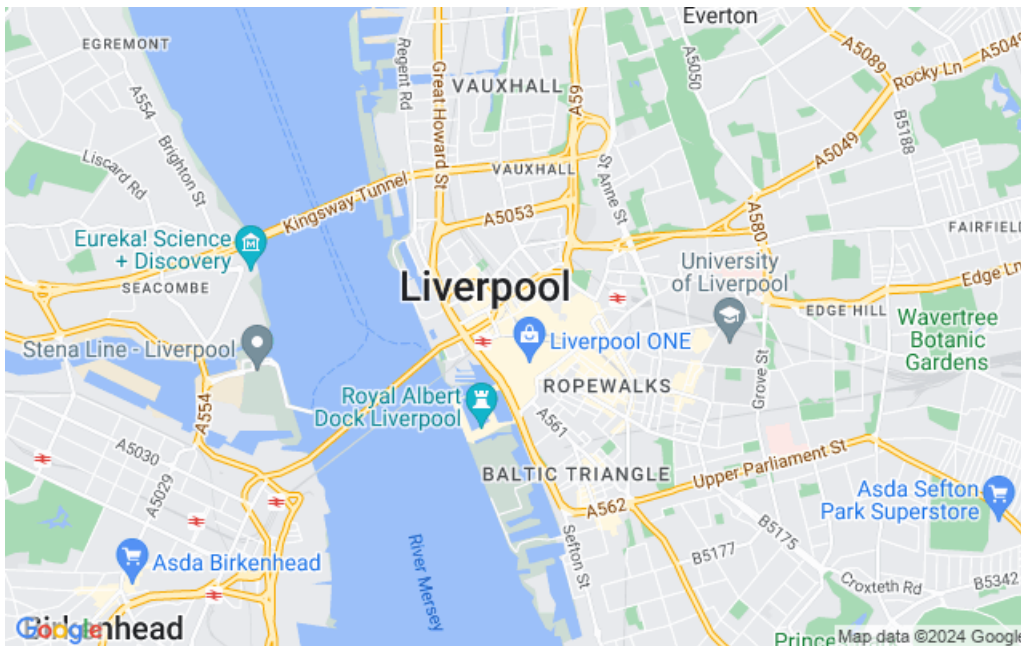 Everton
EGREMONT
A554
Regent Rd
Great Howard St
VAUXHALL
A59
A5050
A5089
Rocky Ln
A5049
B5188
Brighton St
Liscard Rd
Kingsway Tunnel
VAUXHALL
St Anne St
A5049
A5053
A580
FAIRFIELD
Eureka! Science
+ Discovery
SEACOMBE
Liverpool
University
of Liverpool
Edge Ln
EDGE HILL
Wavertree
Botanic
Gardens
Stena Line - Liverpool
Liverpool ONE
Grove St
ROPEWALKS
Royal Albert
Dock Liverpool
A554
A561
A5030
A5029
BALTIC TRIANGLE
Upper Parliament St
A562
Asda Sefton
Park Superstore
Sefton St
B5177
B5175
Asda Birkenhead
River Mersey
Croxteth Rd
B5342
Birkenhead
Google
Map data ©2024 Google